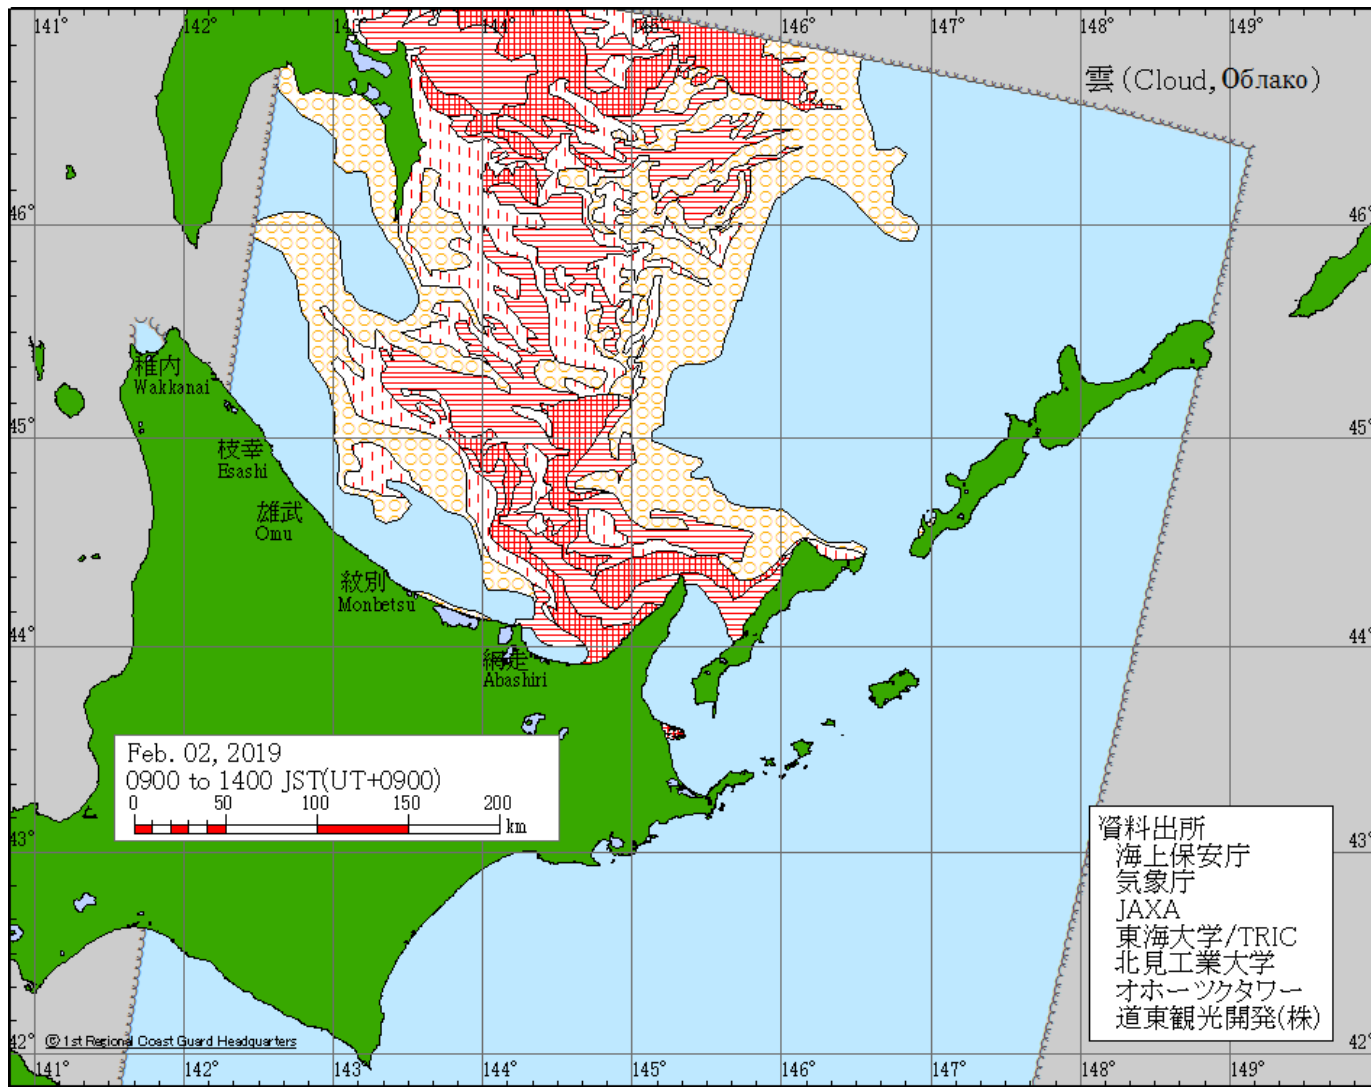 141° 142° 143° 144° 145° 146° 147° 148° 149°
雲 (Cloud, Облако)
46° 46°
稚内
Wakkanai
45° 45°
枝幸
Esashi
雄武
Omu
紋別
Monbetsu
44° 44°
網走
Abashiri
Feb. 02, 2019
0900 to 1400 JST(UT+0900)
0 50 100 150 200
km
43° 43°
資料出所
海上保安庁
気象庁
JAXA
東海大学/TRIC
北見工業大学
オホーツクタワー
道東観光開発(株)
© 1st Regional Coast Guard Headquarters
42° 42°
141° 142° 143° 144° 145° 146° 147° 148° 149°